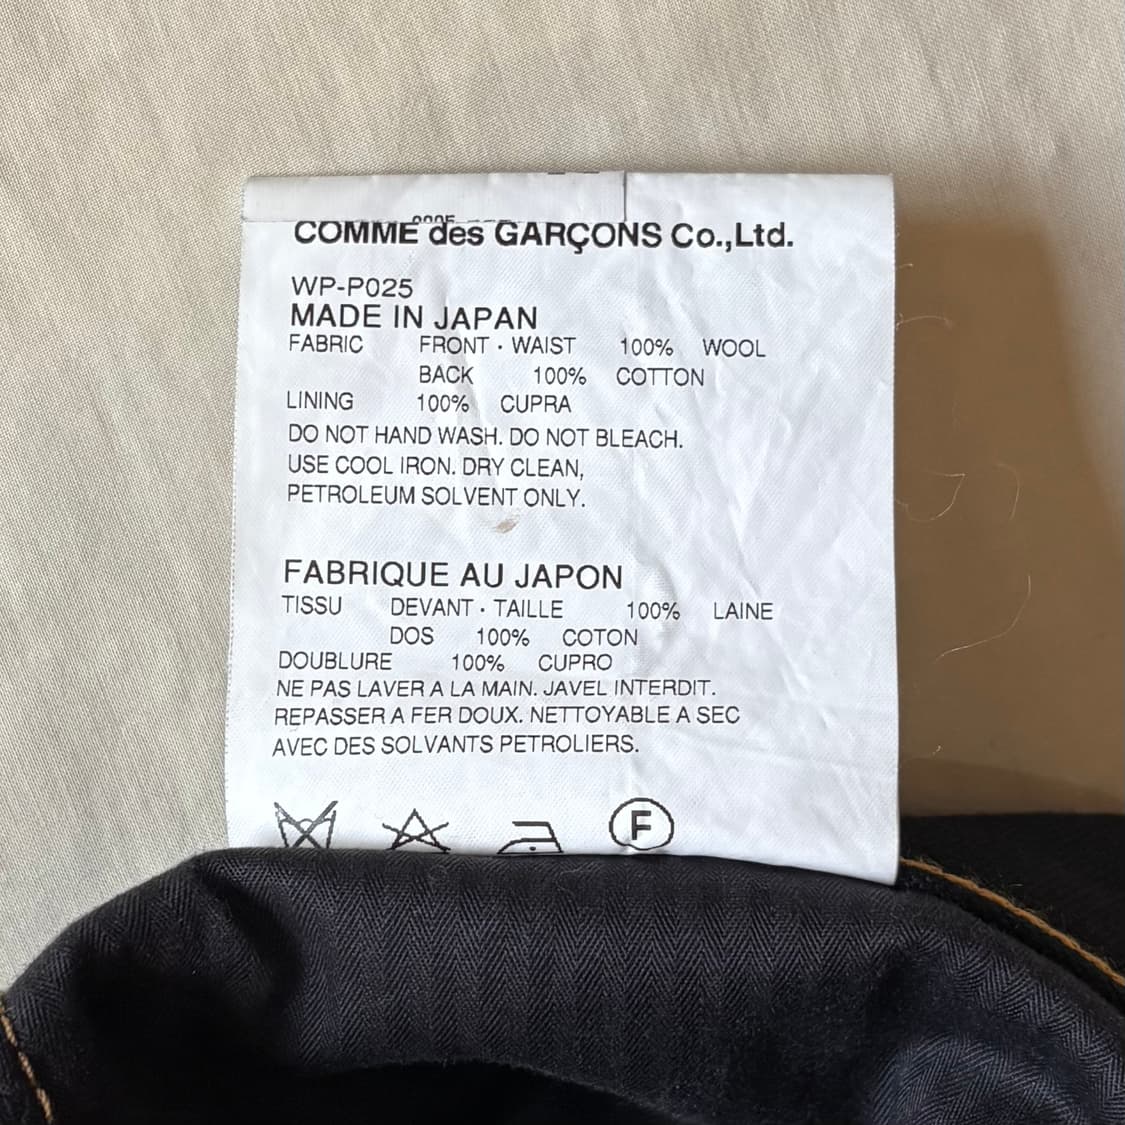 COMME des GARÇONS Co.,Ltd.
WP-P025
MADE IN JAPAN
FABRIC FRONT · WAIST 100% WOOL
BACK 100% COTTON
LINING 100% CUPRA
DO NOT HAND WASH. DO NOT BLEACH.
USE COOL IRON. DRY CLEAN,
PETROLEUM SOLVENT ONLY.
FABRIQUE AU JAPON
TISSU DEVANT · TAILLE 100% LAINE
DOS 100% COTON
DOUBLURE 100% CUPRO
NE PAS LAVER A LA MAIN. JAVEL INTERDIT.
REPASSER A FER DOUX. NETTOYABLE A SEC
AVEC DES SOLVANTS PETROLIERS.
F